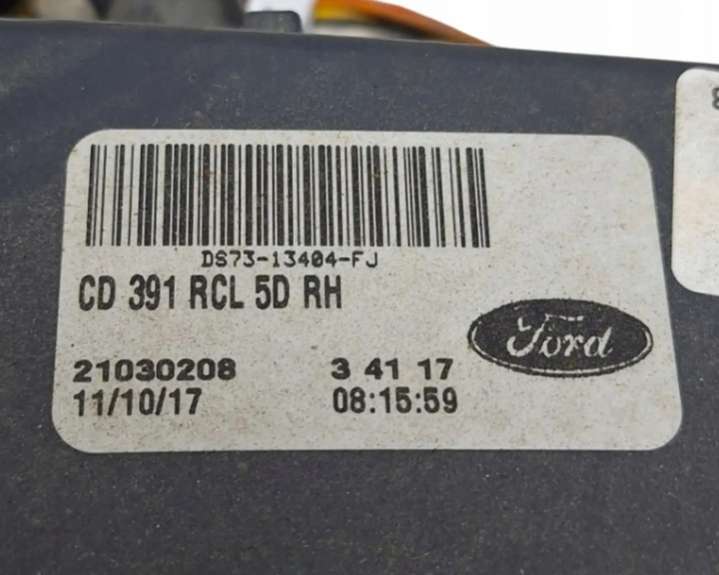 DS73-13404-FJ
CD 391 RCL 5D RH
Ford
21030208 3 41 17
11/10/17 08:15:59